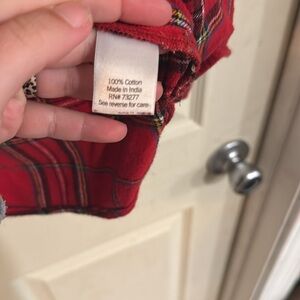 100% Cotton
Made in India
RN# 73277
See reverse for care